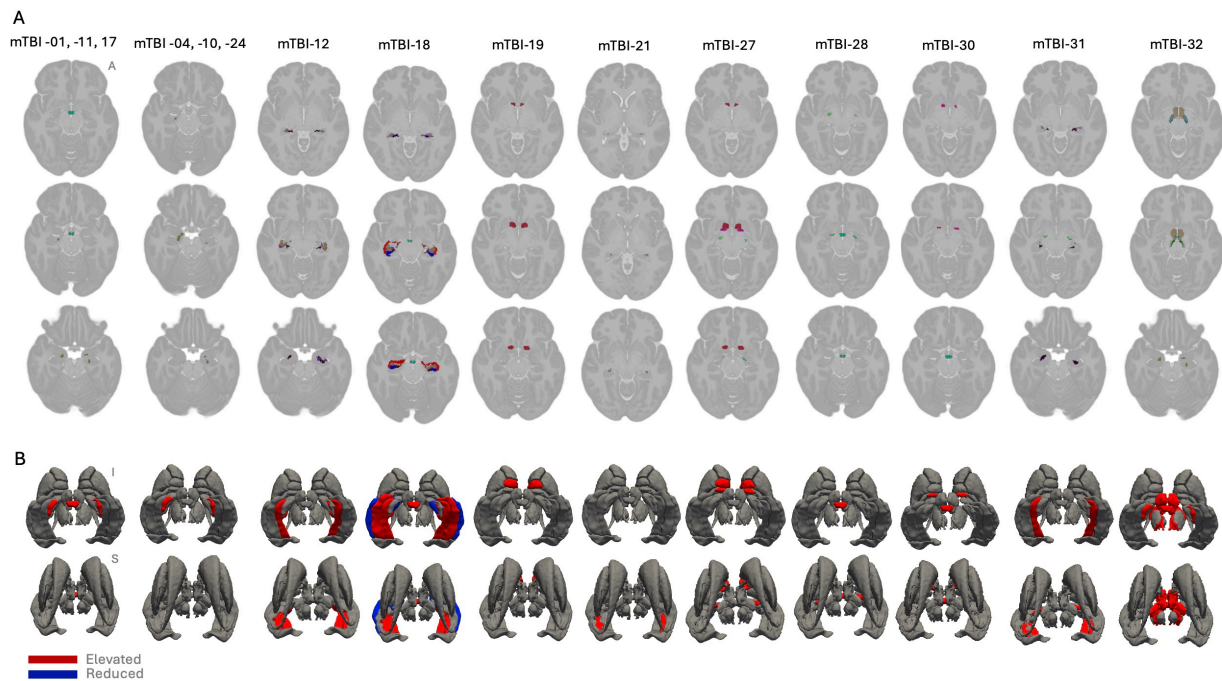 A
mTBI -01, -11, 17 mTBI -04, -10, -24 mTBI-12 mTBI-18 mTBI-19 mTBI-21 mTBI-27 mTBI-28 mTBI-30 mTBI-31 mTBI-32
A
B
I
S
Elevated
Reduced